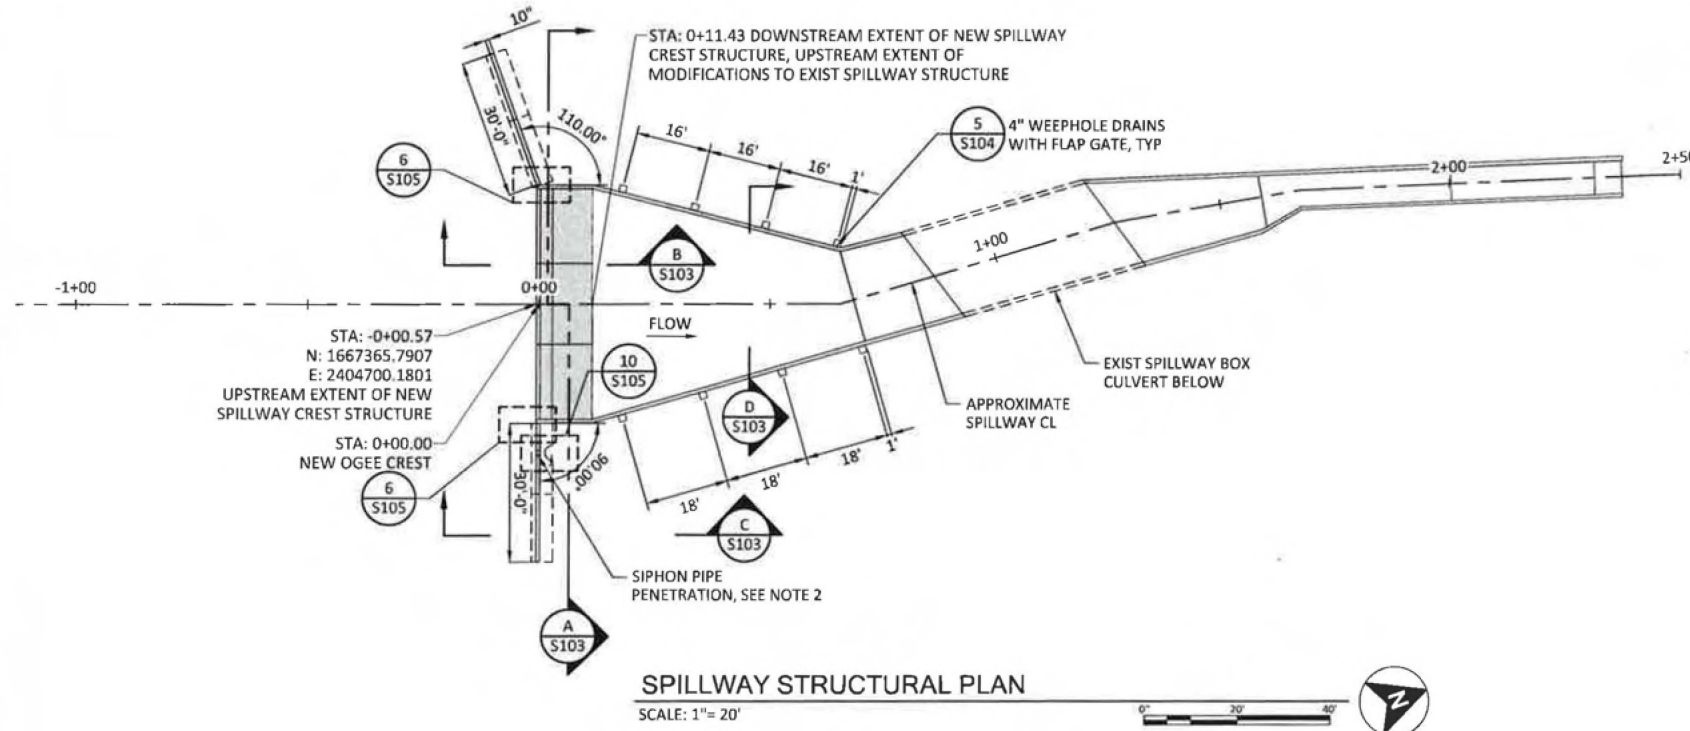 10"
STA: 0+11.43 DOWNSTREAM EXTENT OF NEW SPILLWAY
CREST STRUCTURE, UPSTREAM EXTENT OF
MODIFICATIONS TO EXIST SPILLWAY STRUCTURE
30'-0"
110.00°
16'
16'
16'
1'
5
S104
4" WEEPHOLE DRAINS
WITH FLAP GATE, TYP
6
S105
2+00
2+50
B
S103
1+00
-1+00
0+00
FLOW
STA: -0+00.57
N: 1667365.7907
E: 2404700.1801
UPSTREAM EXTENT OF NEW
SPILLWAY CREST STRUCTURE
STA: 0+00.00
NEW OGEE CREST
6
S105
10
S105
EXIST SPILLWAY BOX
CULVERT BELOW
APPROXIMATE
SPILLWAY CL
D
S103
30'-0"
90.00°
18'
18'
18'
1'
C
S103
SIPHON PIPE
PENETRATION, SEE NOTE 2
A
S103
SPILLWAY STRUCTURAL PLAN
SCALE: 1"= 20'
0"
20'
40'
N